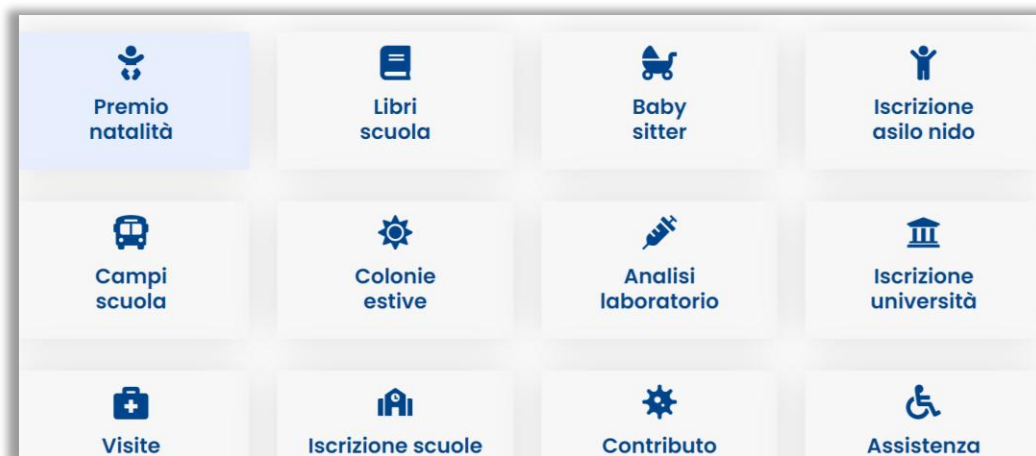 Premio
natalità
Libri
scuola
Baby
sitter
Iscrizione
asilo nido
Campi
scuola
Colonie
estive
Analisi
laboratorio
Iscrizione
università
Visite
Iscrizione scuole
Contributo
Assistenza